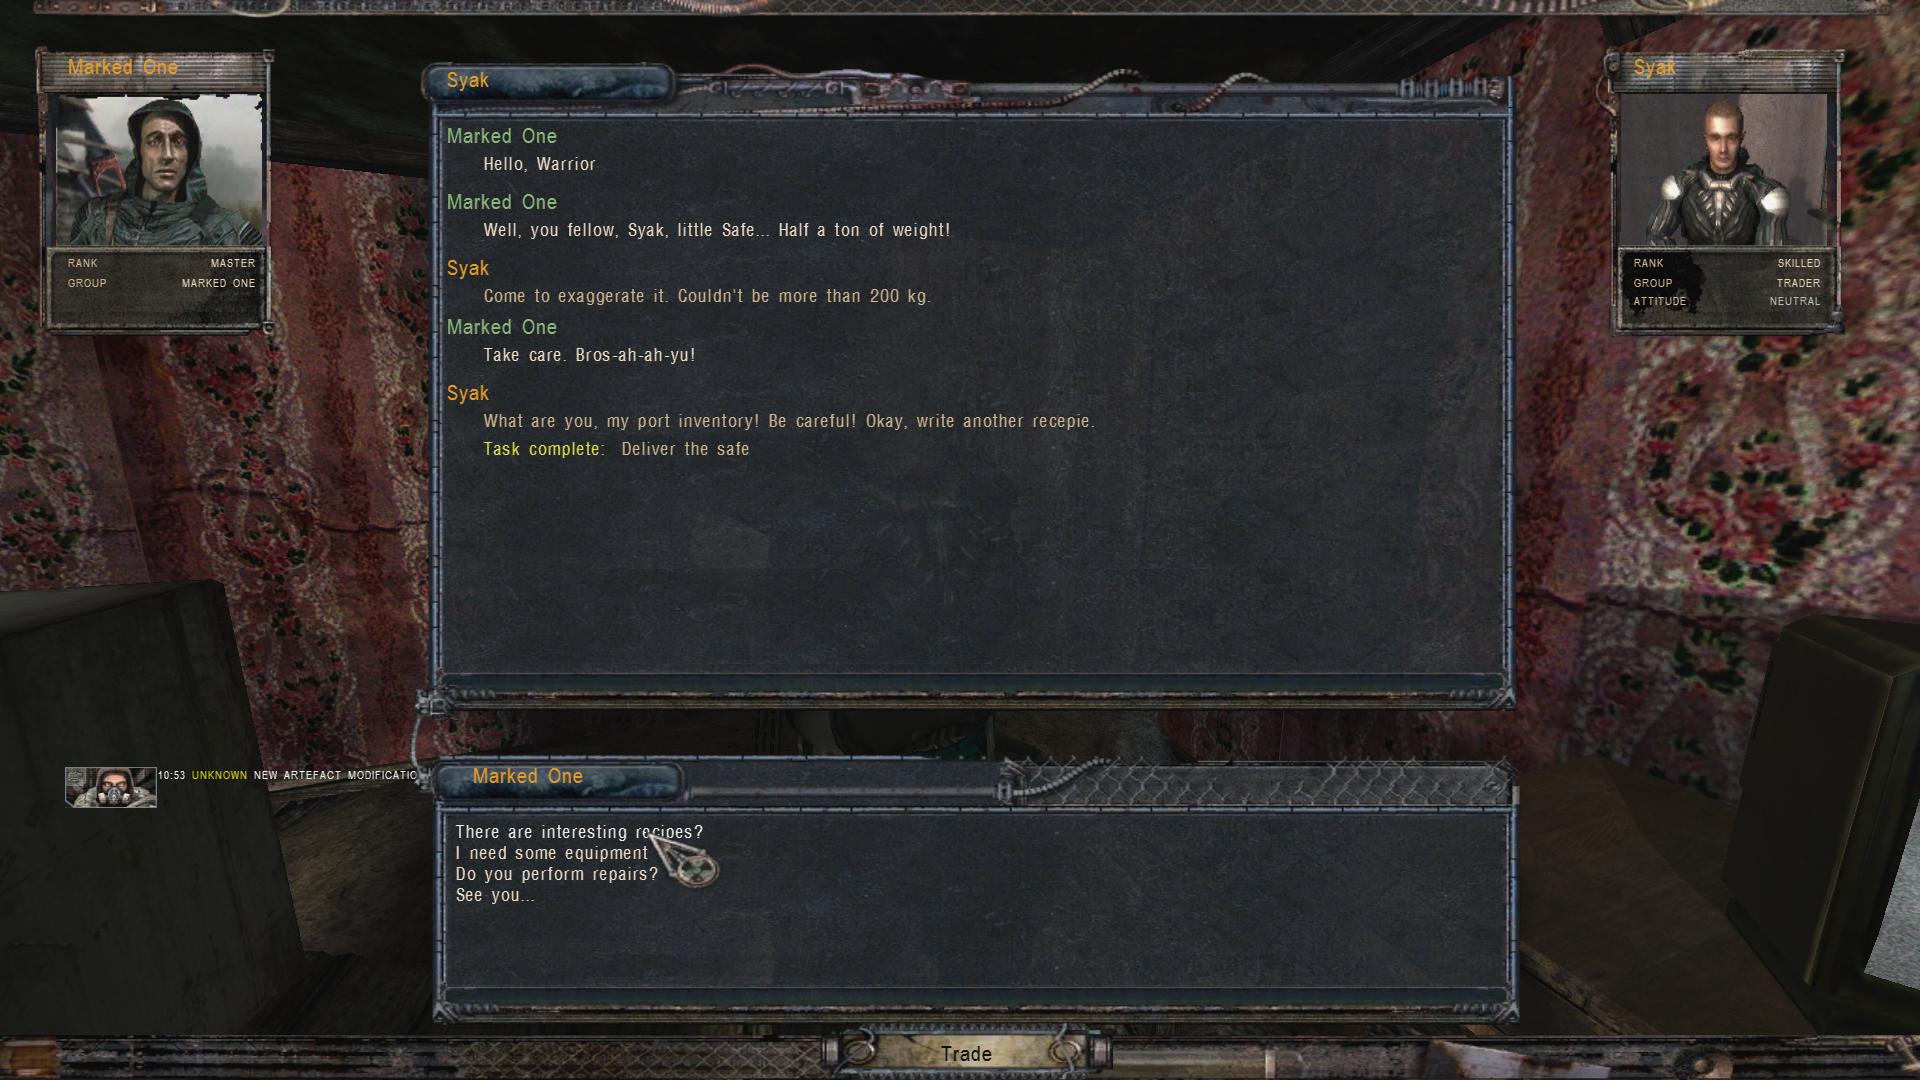 Marked One
RANK MASTER
GROUP MARKED ONE
Syak
Marked One
Hello, Warrior
Marked One
Well, you fellow, Syak, little Safe... Half a ton of weight!
Syak
Come to exaggerate it. Couldn't be more than 200 kg.
Marked One
Take care. Bros-ah-ah-yu!
Syak
What are you, my port inventory! Be careful! Okay, write another recepie.
Task complete: Deliver the safe
Syak
RANK SKILLED
GROUP TRADER
ATTITUDE NEUTRAL
10:53 UNKNOWN NEW ARTEFACT MODIFICATIO
Marked One
There are interesting recipes?
I need some equipment
Do you perform repairs?
See you...
Trade